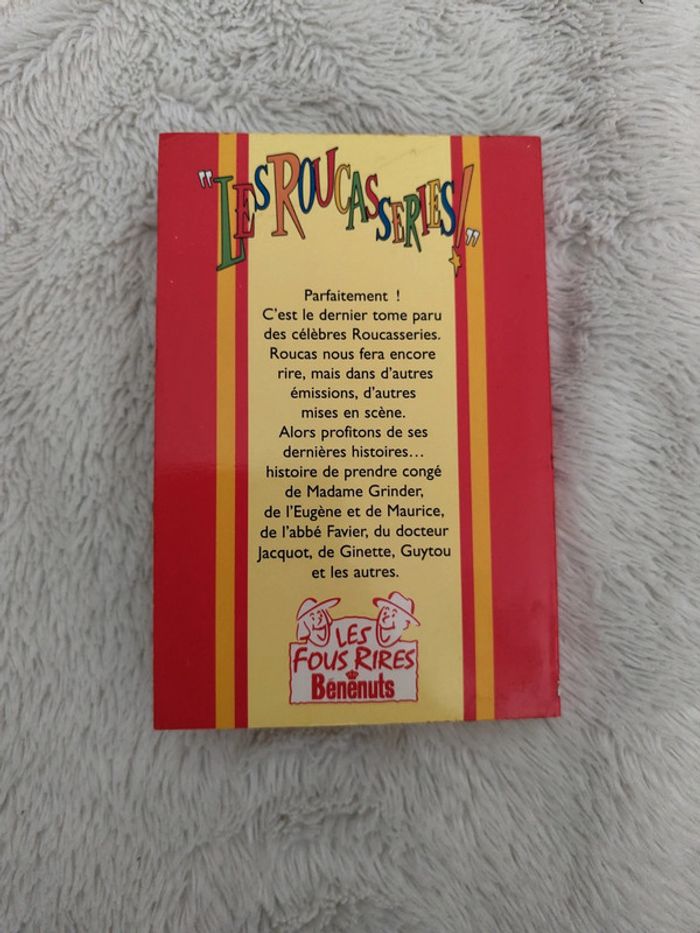 "LES ROUCASSERIES!"
Parfaitement !
C'est le dernier tome paru
des célèbres Roucasseries.
Roucas nous fera encore
rire, mais dans d'autres
émissions, d'autres
mises en scène.
Alors profitons de ses
dernières histoires...
histoire de prendre congé
de Madame Grinder,
de l'Eugène et de Maurice,
de l'abbé Favier, du docteur
Jacquot, de Ginette, Guytou
et les autres.
LES
FOUS RIRES
Bénénuts